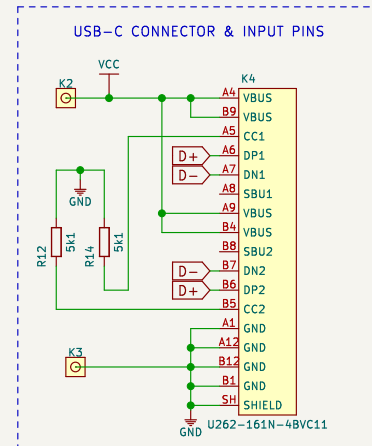 USB-C CONNECTOR & INPUT PINS
VCC
K2
K4
A4 VBUS
B9 VBUS
A5 CC1
D+ A6 DP1
D- A7 DN1
A8 SBU1
GND
A9 VBUS
B4 VBUS
R12 5k1
R14 5k1
B8 SBU2
D- B7 DN2
D+ B6 DP2
B5 CC2
A1 GND
A12 GND
K3
B12 GND
B1 GND
SH SHIELD
GND
U262-161N-4BVC11